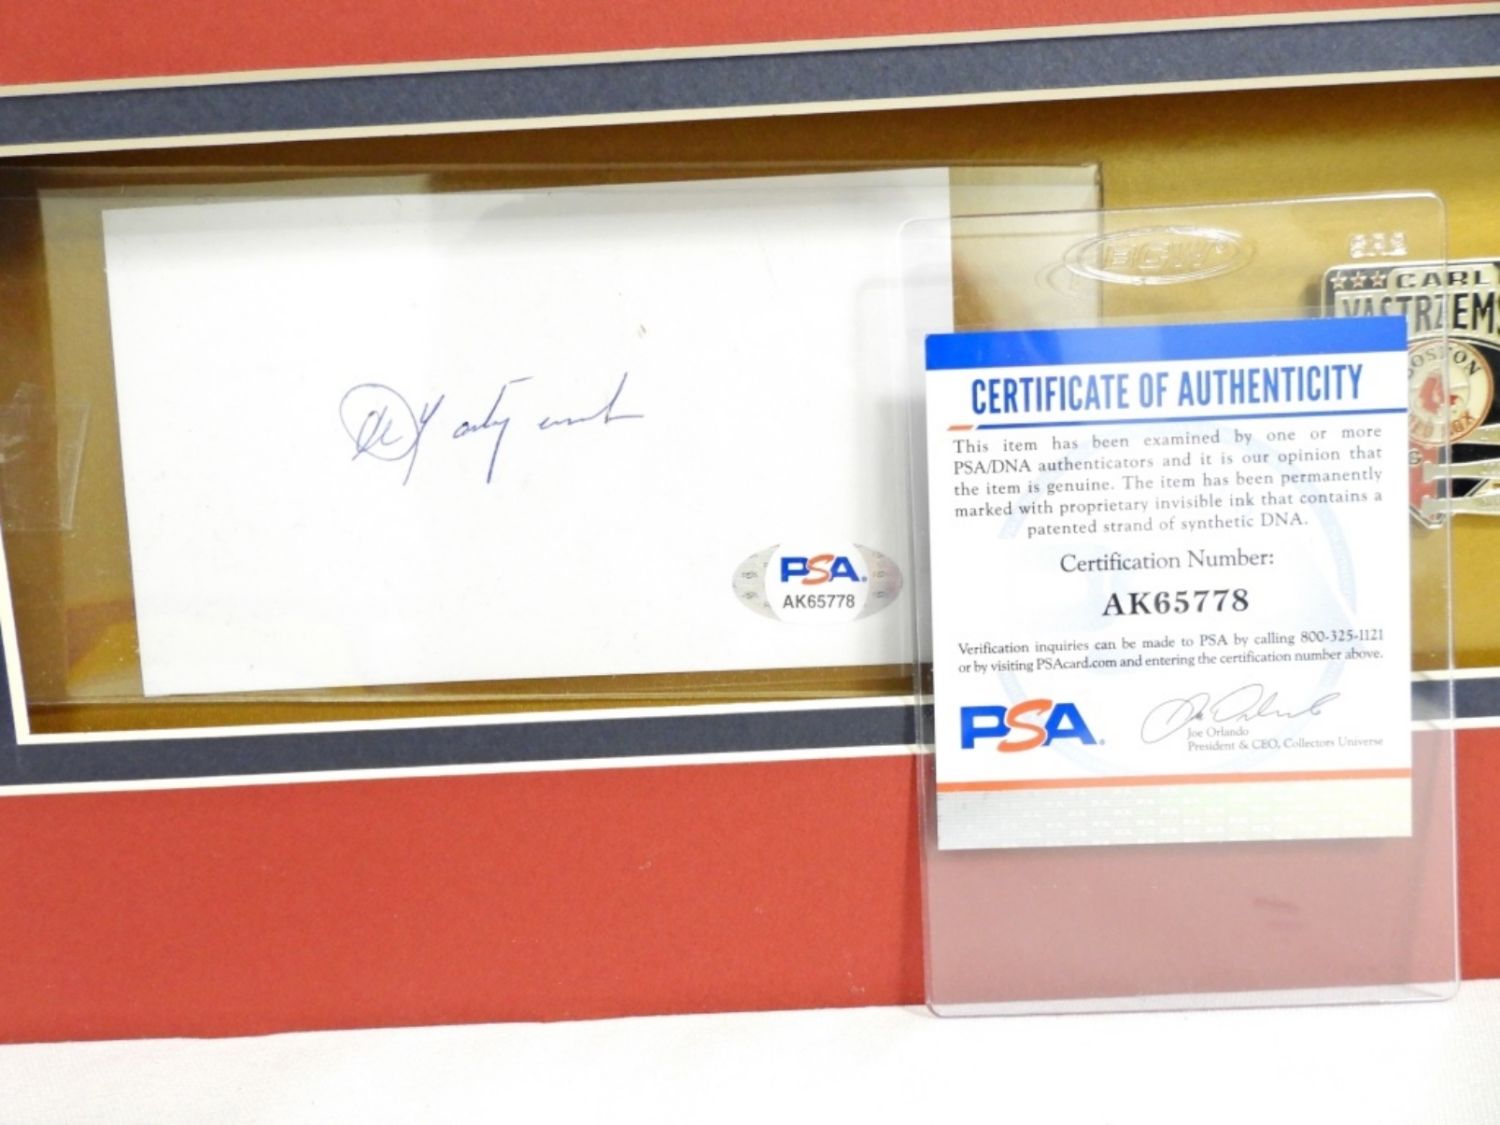 Carl Yastrzemski
PSA
AK65778
BCW
CARL
YASTRZEMS
BOSTON
CERTIFICATE OF AUTHENTICITY
This item has been examined by one or more
PSA/DNA authenticators and it is our opinion that
the item is genuine. The item has been permanently
marked with proprietary invisible ink that contains a
patented strand of synthetic DNA.
Certification Number:
AK65778
Verification inquiries can be made to PSA by calling 800-325-1121
or by visiting PSAcard.com and entering the certification number above.
PSA
Joe Orlando
President & CEO, Collectors Universe